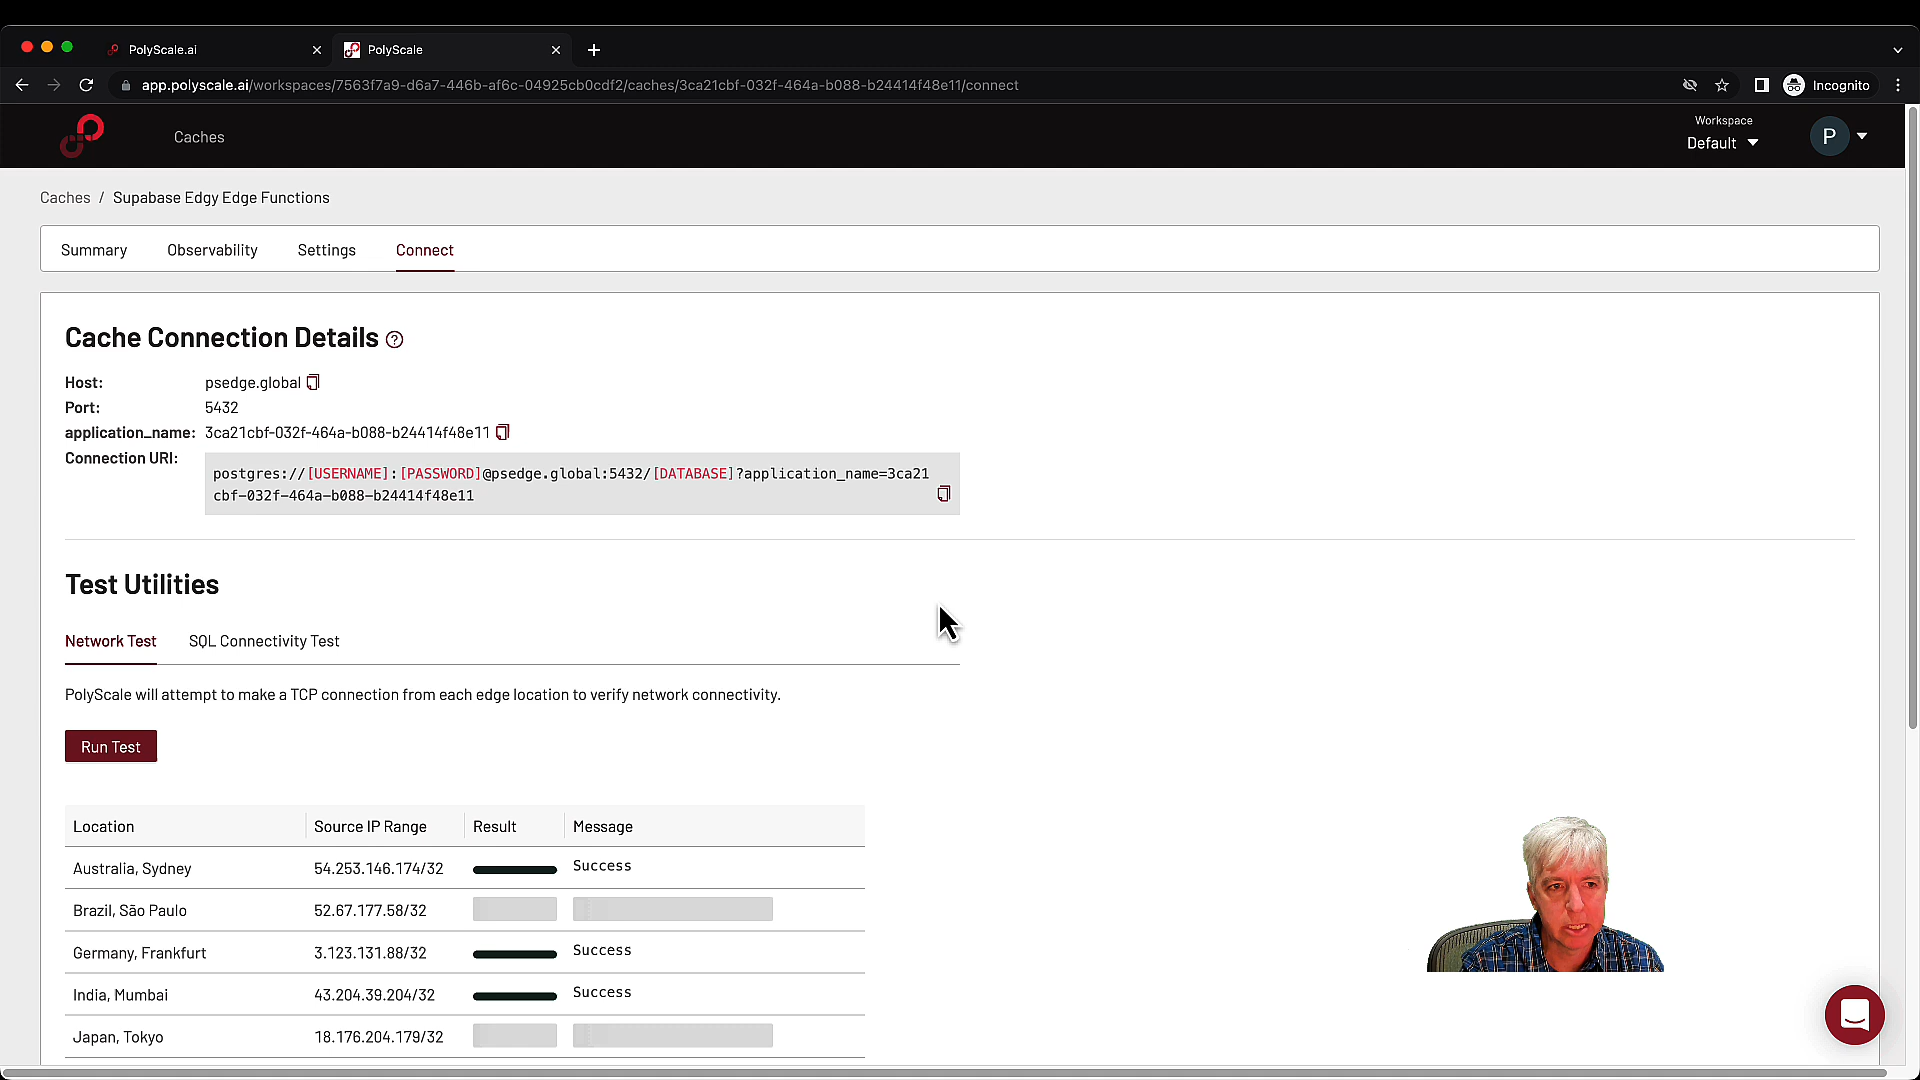 PolyScale.ai
PolyScale
app.polyscale.ai/workspaces/7563f7a9-d6a7-446b-af6c-04925cb0cdf2/caches/3ca21cbf-032f-464a-b088-b24414f48e11/connect
Incognito
Caches
Workspace
Default
P
Caches / Supabase Edgy Edge Functions
Summary Observability Settings Connect
Cache Connection Details ?
Host: psedge.global
Port: 5432
application_name: 3ca21cbf-032f-464a-b088-b24414f48e11
Connection URI:
postgres://[USERNAME]:[PASSWORD]@psedge.global:5432/[DATABASE]?application_name=3ca21
cbf-032f-464a-b088-b24414f48e11
Test Utilities
Network Test SQL Connectivity Test
PolyScale will attempt to make a TCP connection from each edge location to verify network connectivity.
Run Test
Location Source IP Range Result Message
Australia, Sydney 54.253.146.174/32 Success
Brazil, São Paulo 52.67.177.58/32
Germany, Frankfurt 3.123.131.88/32 Success
India, Mumbai 43.204.39.204/32 Success
Japan, Tokyo 18.176.204.179/32